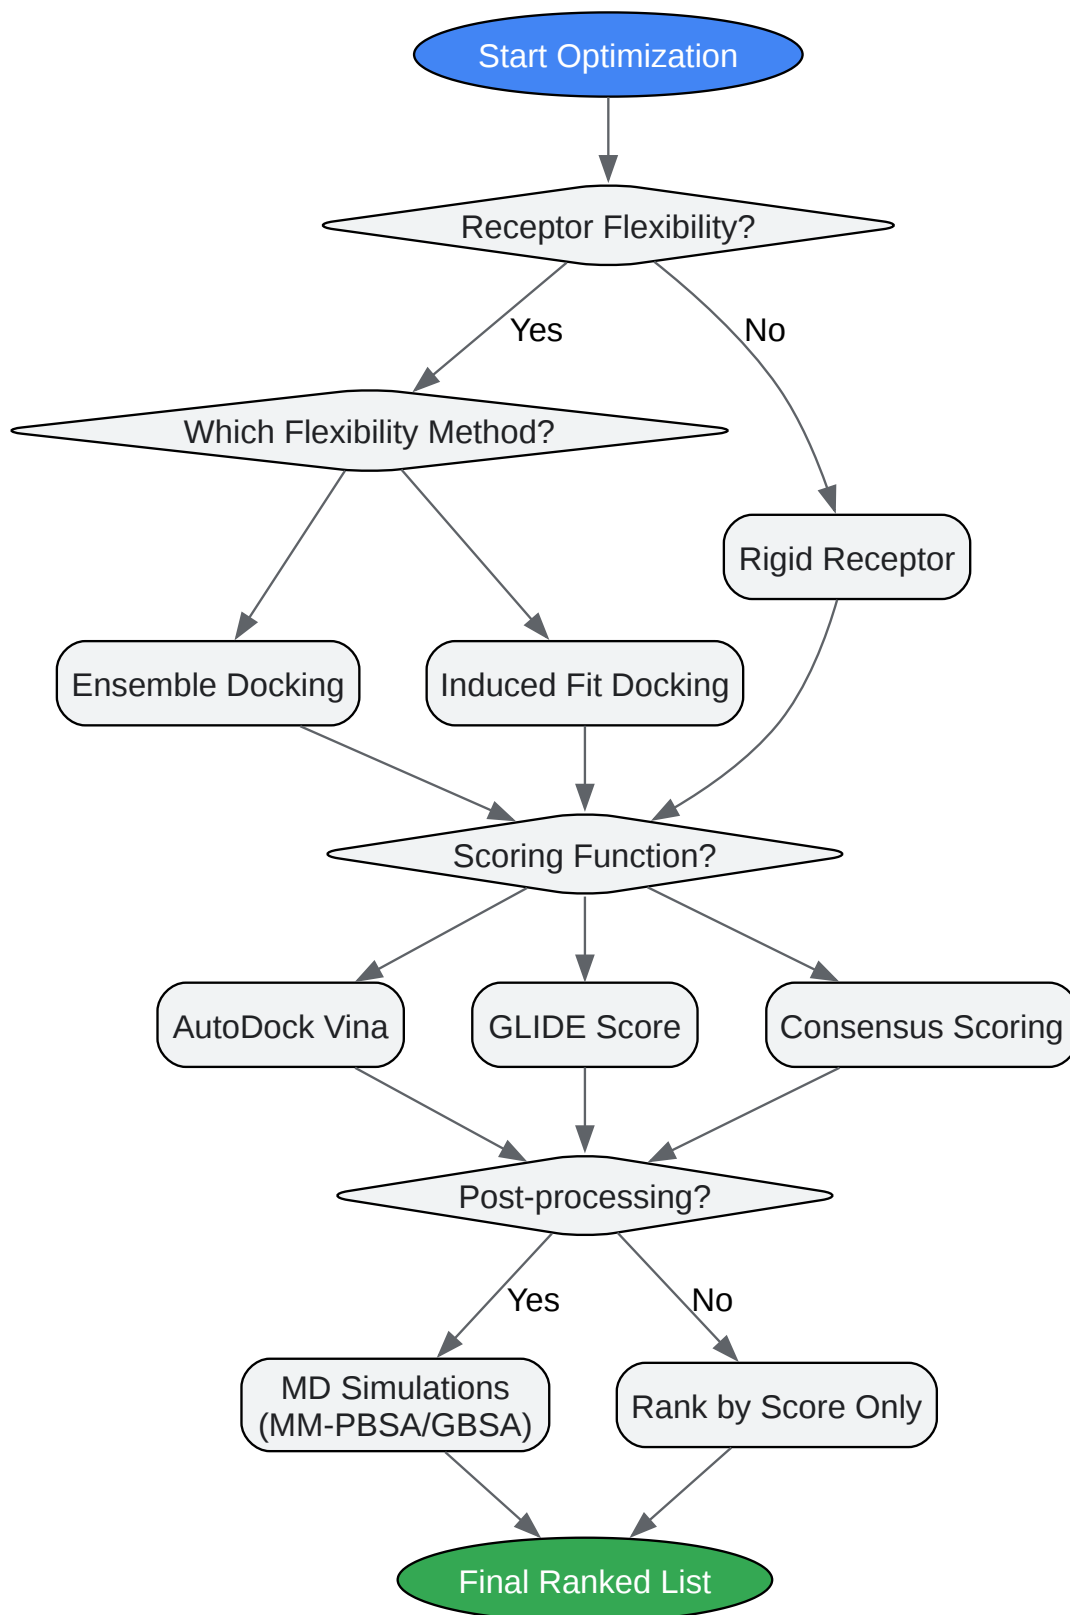 Start Optimization
Receptor Flexibility?
Yes
No
Which Flexibility Method?
Rigid Receptor
Ensemble Docking
Induced Fit Docking
Scoring Function?
AutoDock Vina
GLIDE Score
Consensus Scoring
Post-processing?
Yes
No
MD Simulations
(MM-PBSA/GBSA)
Rank by Score Only
Final Ranked List